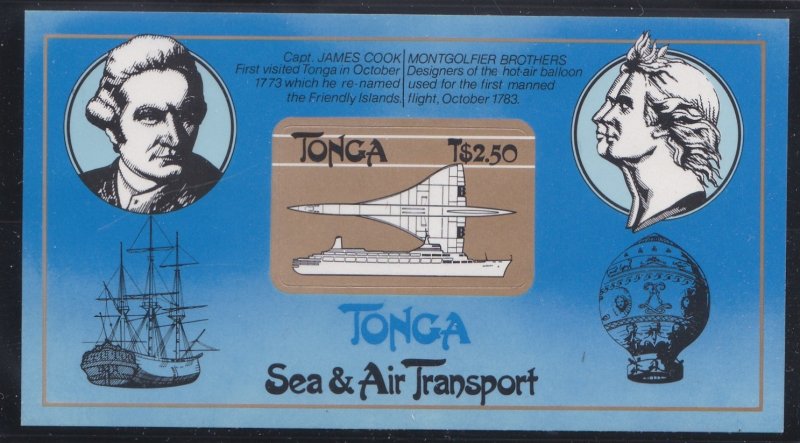 Capt. JAMES COOK
First visited Tonga in October
1773 which he re-named
the Friendly Islands.
MONTGOLFIER BROTHERS
Designers of the hot-air balloon
used for the first manned
flight, October 1783.
TONGA T$2.50
TONGA
Sea & Air Transport